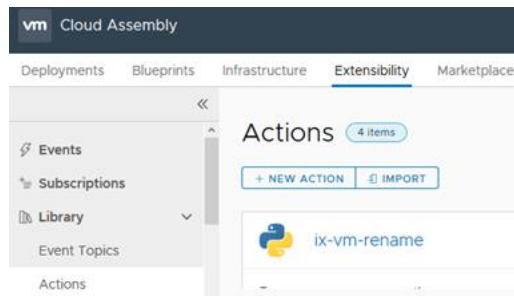 vm Cloud Assembly
Deployments Blueprints Infrastructure Extensibility Marketplace
«
Events
Subscriptions
Library
Event Topics
Actions
Actions 4 items
+ NEW ACTION IMPORT
ix-vm-rename